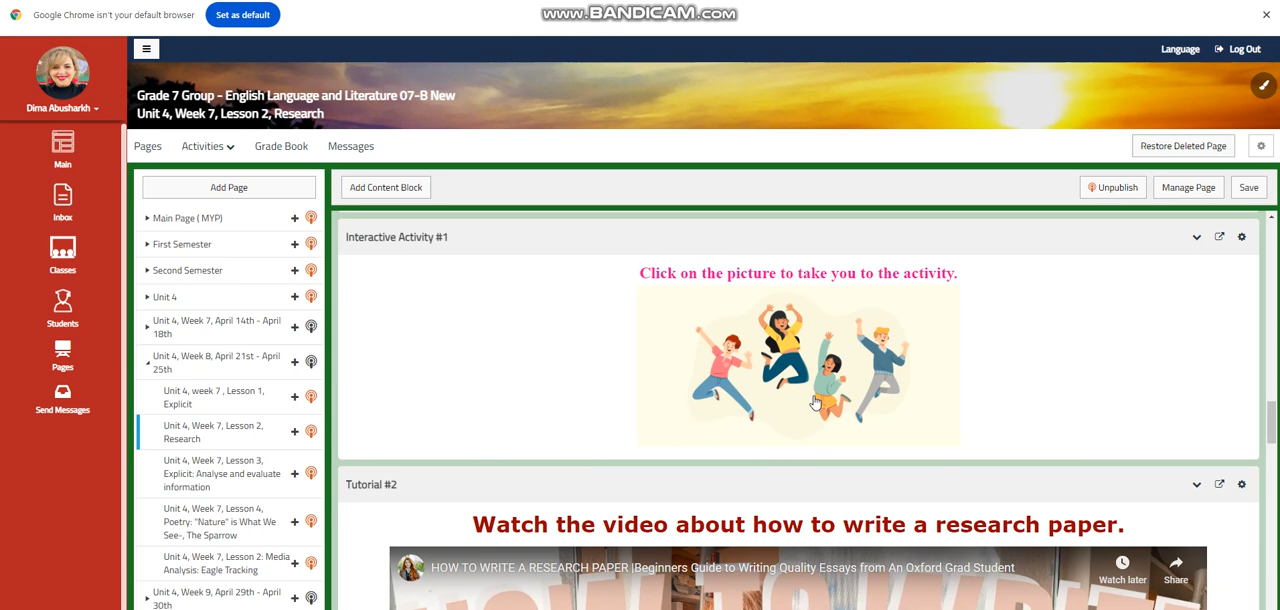 Google Chrome isn't your default browser
Set as default
www.BANDICAM.com
Dima Abusharkh
Language
Log Out
Grade 7 Group - English Language and Literature 07-B New
Unit 4, Week 7, Lesson 2, Research
Pages
Activities
Grade Book
Messages
Restore Deleted Page
Main
Inbox
Classes
Students
Pages
Send Messages
Add Page
Main Page ( MYP)
First Semester
Second Semester
Unit 4
Unit 4, Week 7, April 14th - April
18th
Unit 4, Week 8, April 21st - April
25th
Unit 4, week 7 , Lesson 1,
Explicit
Unit 4, Week 7, Lesson 2,
Research
Unit 4, Week 7, Lesson 3,
Explicit: Analyse and evaluate
information
Unit 4, Week 7, Lesson 4,
Poetry: "Nature" is What We
See-, The Sparrow
Unit 4, Week 7, Lesson 2: Media
Analysis: Eagle Tracking
Unit 4, Week 9, April 29th - April
30th
Add Content Block
Unpublish
Manage Page
Save
Interactive Activity #1
Click on the picture to take you to the activity.
Tutorial #2
Watch the video about how to write a research paper.
HOW TO WRITE A RESEARCH PAPER |Beginners Guide to Writing Quality Essays from An Oxford Grad Student
Watch later
Share